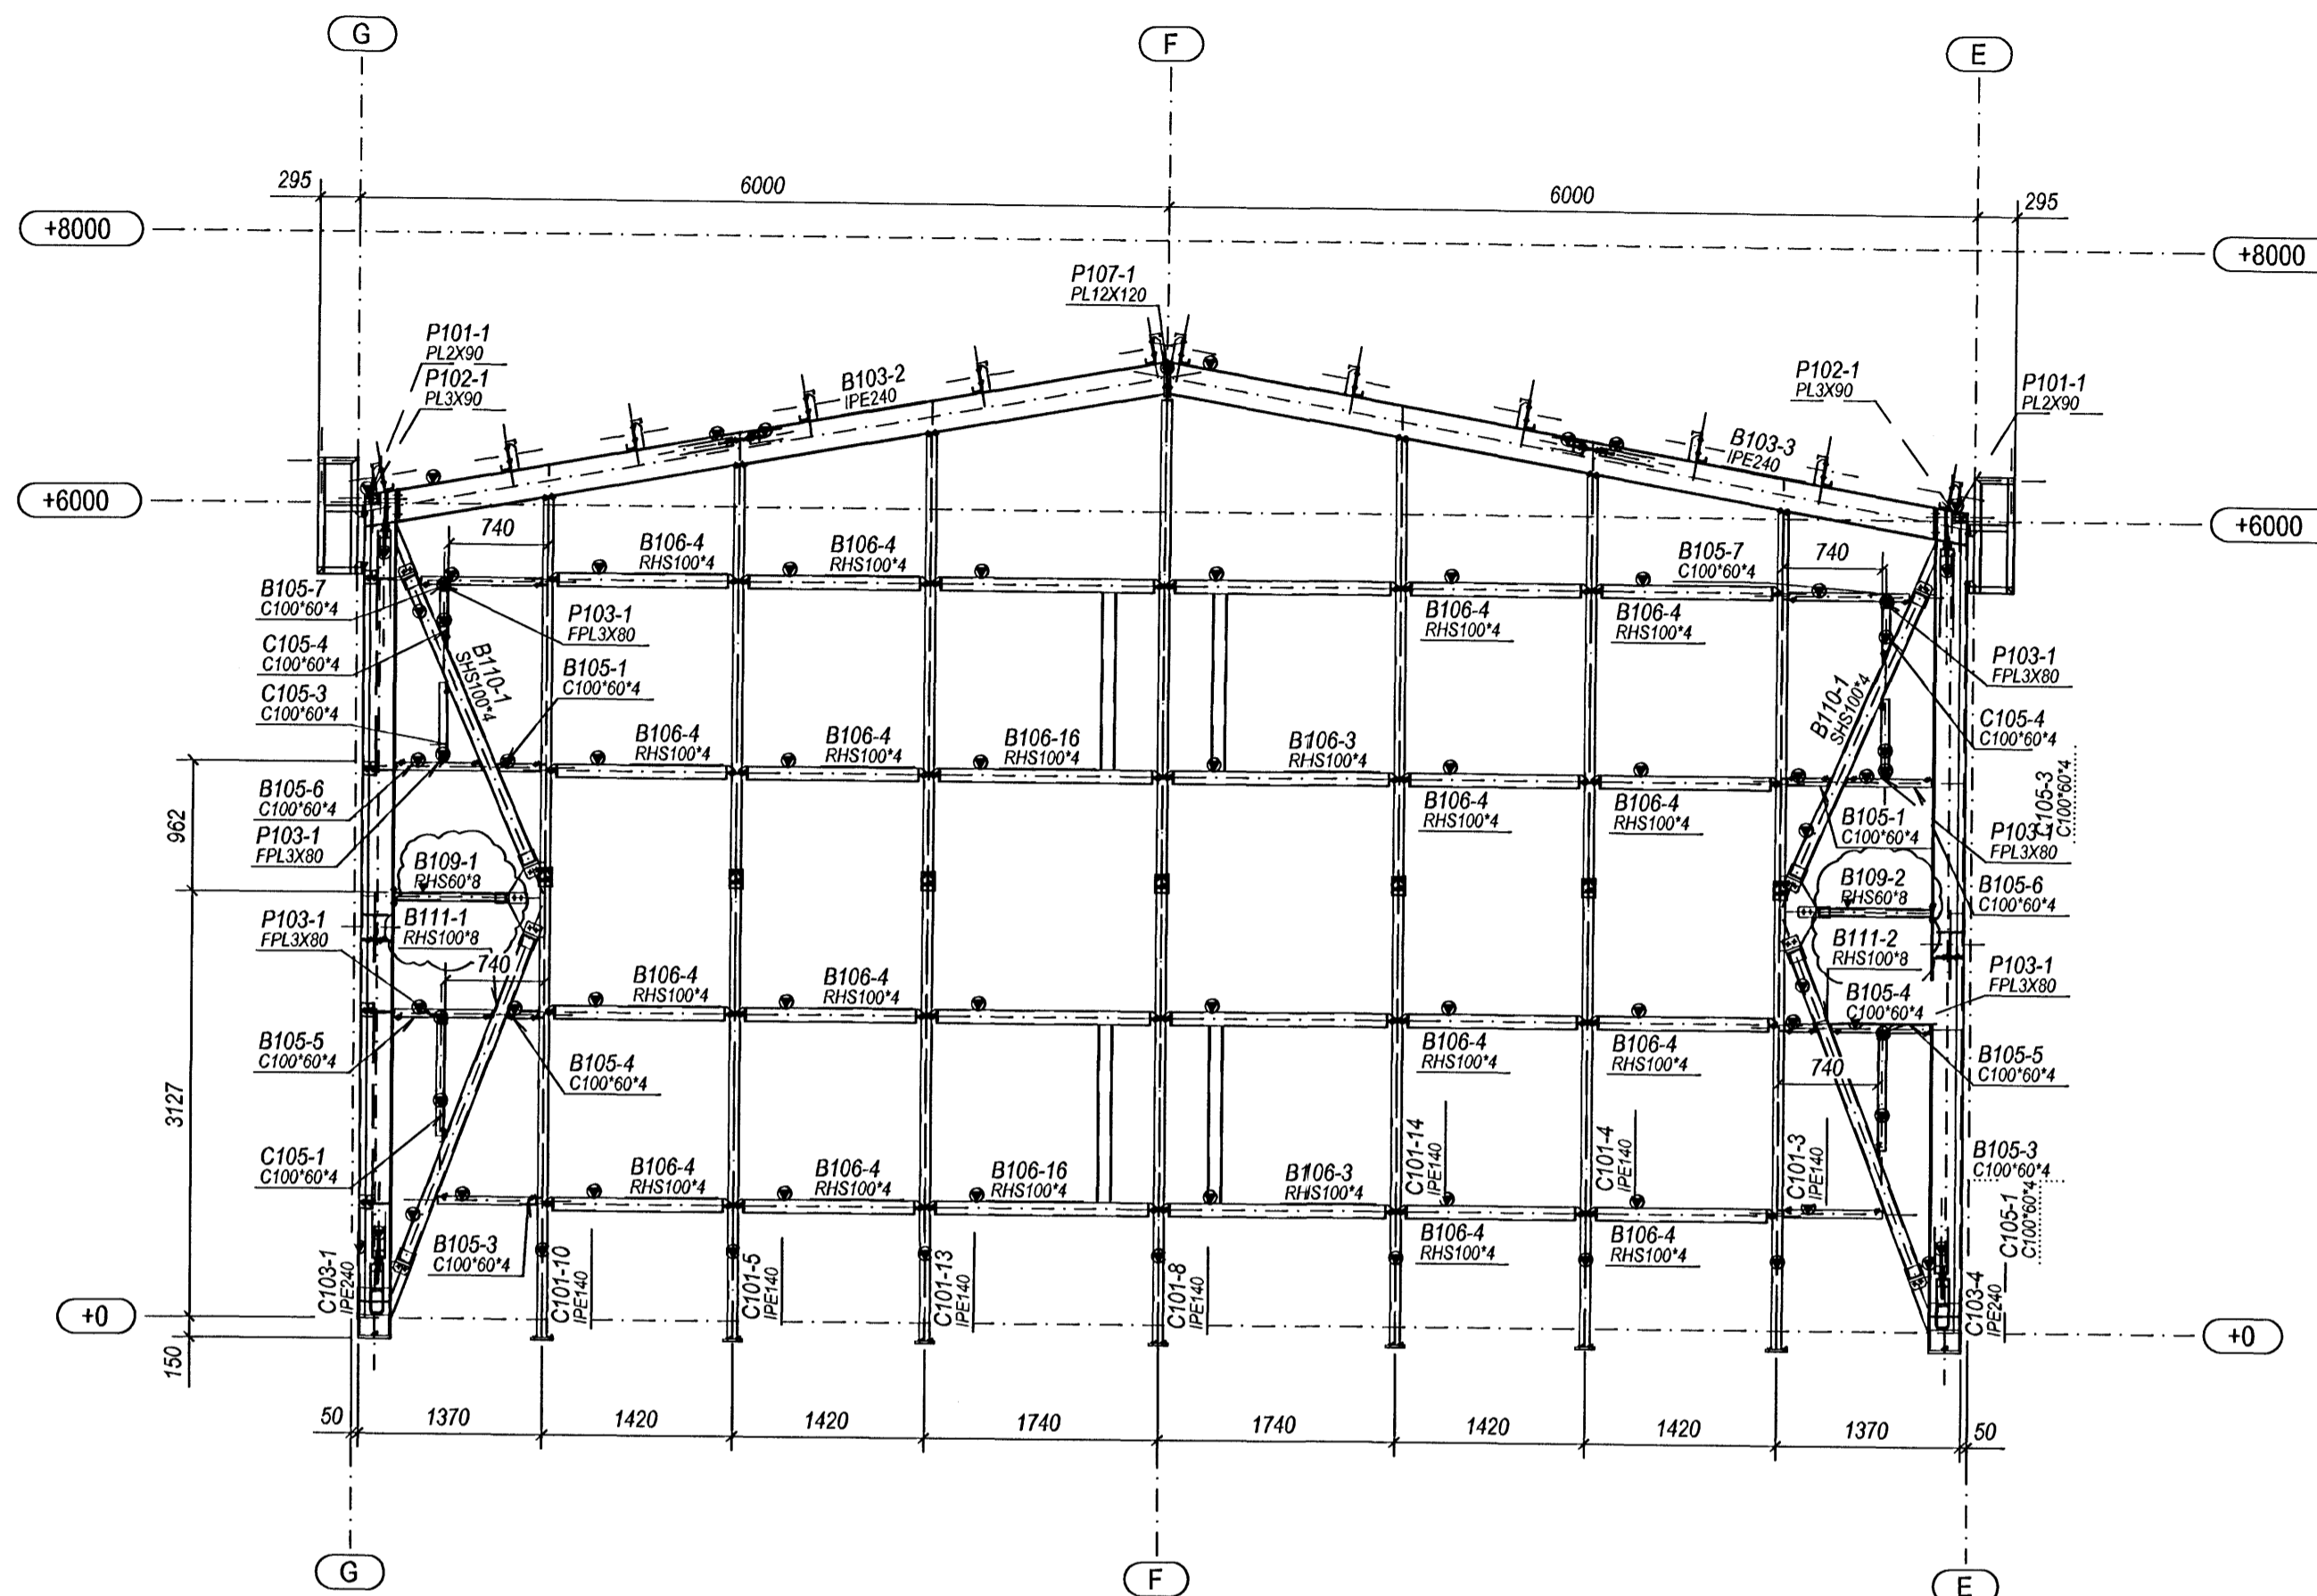 G
F
E
295
6000
6000
295
+8000
+8000
P107-1
PL12X120
P101-1
PL2X90
P102-1
PL3X90
B103-2
IPE240
P102-1
PL3X90
P101-1
PL2X90
B103-3
IPE240
+6000
+6000
740
B106-4
RHS100*4
B106-4
RHS100*4
B105-7
C100*60*4
740
B105-7
C100*60*4
P103-1
FPL3X80
B106-4
RHS100*4
B106-4
RHS100*4
C105-4
C100*60*4
B110-1
SHS100*4
B105-1
C100*60*4
P103-1
FPL3X80
C105-3
C100*60*4
B110-1
SHS100*4
C105-4
C100*60*4
B106-4
RHS100*4
B106-4
RHS100*4
B106-16
RHS100*4
B106-3
RHS100*4
C105-3
C100*60*4
B105-6
C100*60*4
B106-4
RHS100*4
B106-4
RHS100*4
B105-1
C100*60*4
962
P103-1
FPL3X80
P103-1
FPL3X80
B109-1
RHS60*8
B109-2
RHS60*8
B105-6
C100*60*4
P103-1
FPL3X80
B111-1
RHS100*8
B111-2
RHS100*8
740
P103-1
FPL3X80
B106-4
RHS100*4
B106-4
RHS100*4
B105-4
C100*60*4
B105-5
C100*60*4
B105-4
C100*60*4
B106-4
RHS100*4
B106-4
RHS100*4
740
B105-5
C100*60*4
3127
C105-1
C100*60*4
B106-4
RHS100*4
B106-4
RHS100*4
B106-16
RHS100*4
B106-3
RHS100*4
C101-14
IPE140
C101-4
IPE140
C101-3
IPE140
B105-3
C100*60*4
B105-3
C100*60*4
B106-4
RHS100*4
B106-4
RHS100*4
C105-1
C100*60*4
C103-1
IPE240
C101-10
IPE140
C101-5
IPE140
C101-13
IPE140
C101-8
IPE140
C103-4
IPE240
+0
+0
150
50
1370
1420
1420
1740
1740
1420
1420
1370
50
G
F
E